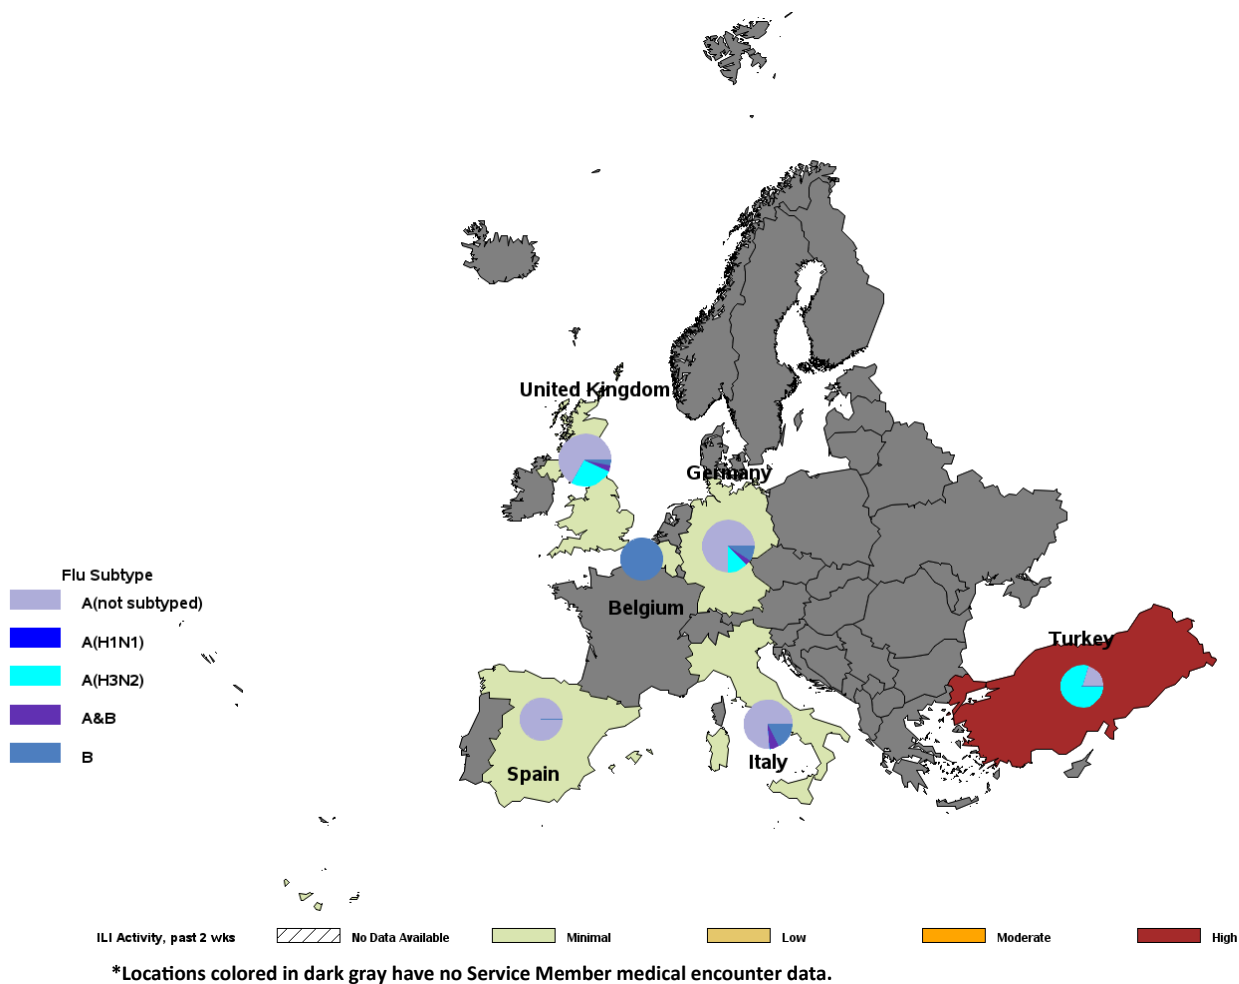 United Kingdom
Germany
Belgium
Flu Subtype
A(not subtyped)
A(H1N1)
A(H3N2)
A&B
B
Turkey
Italy
Spain
ILI Activity, past 2 wks
No Data Available
Minimal
Low
Moderate
High
*Locations colored in dark gray have no Service Member medical encounter data.